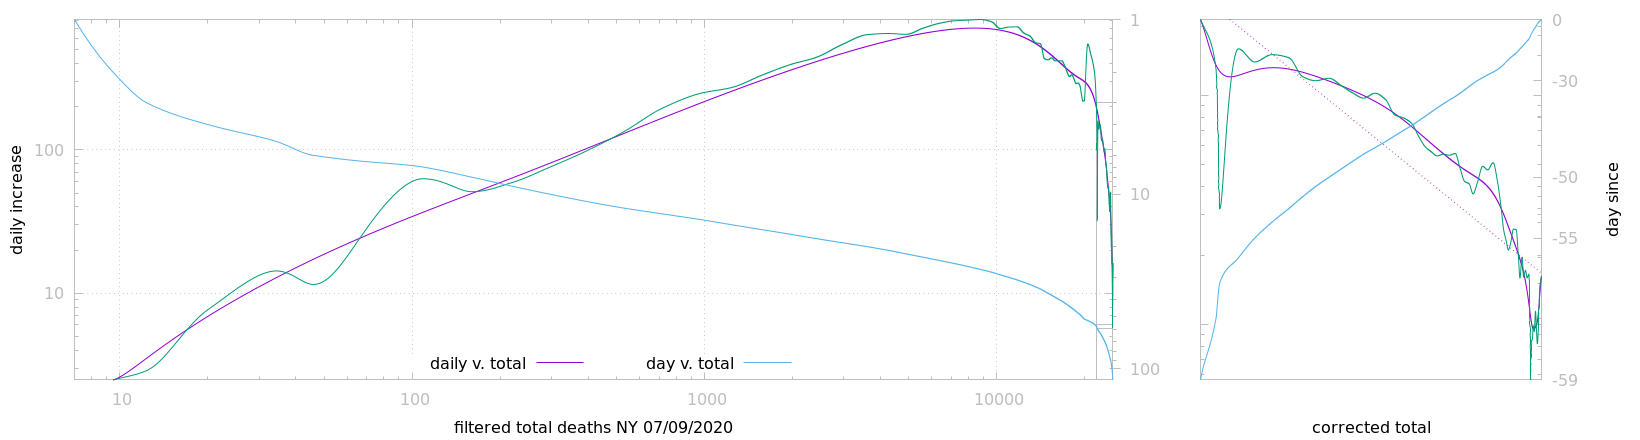 daily increase
100
10
10
100
1000
10000
1
10
100
daily v. total
day v. total
filtered total deaths NY 07/09/2020
0
-30
-50
-55
-59
day since
corrected total